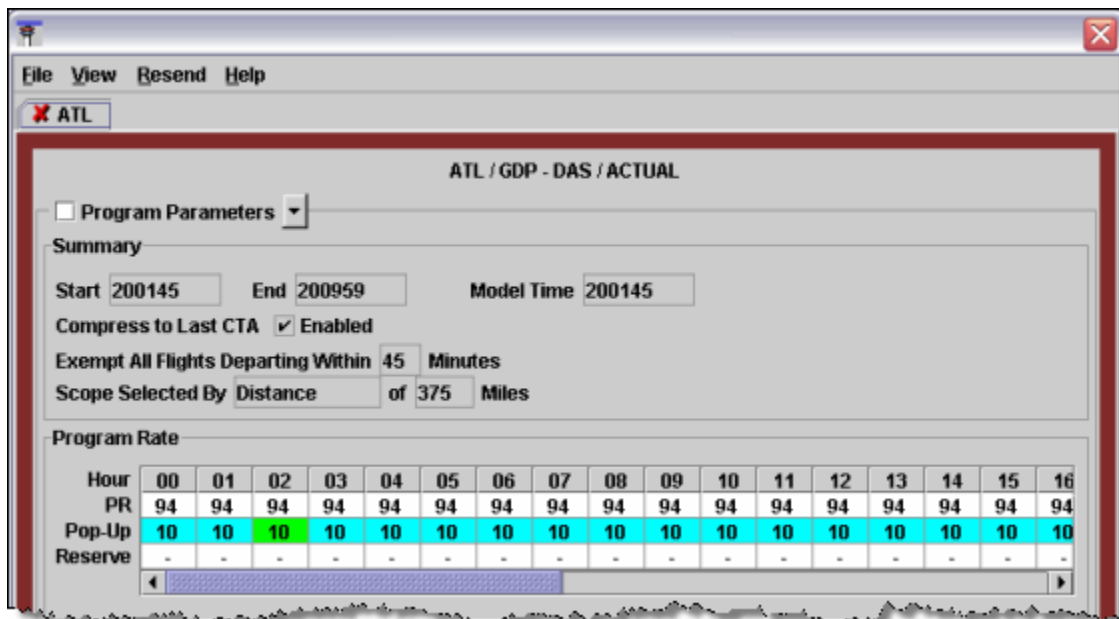 File View Resend Help
ATL
ATL / GDP - DAS / ACTUAL
Program Parameters
Summary
Start 200145 End 200959 Model Time 200145
Compress to Last CTA Enabled
Exempt All Flights Departing Within 45 Minutes
Scope Selected By Distance of 375 Miles
Program Rate
Hour 00 01 02 03 04 05 06 07 08 09 10 11 12 13 14 15 16
PR 94 94 94 94 94 94 94 94 94 94 94 94 94 94 94 94 94
Pop-Up 10 10 10 10 10 10 10 10 10 10 10 10 10 10 10 10 10
Reserve - - - - - - - - - - - - - - - - -